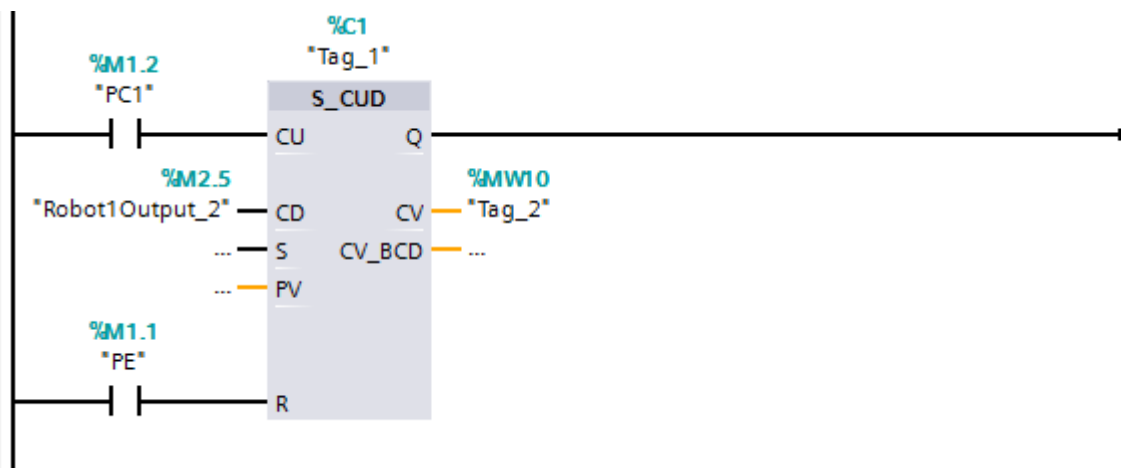 %C1
"Tag_1"
%M1.2
"PC1"
S_CUD
CU Q
%M2.5 %MW10
"Robot1Output_2" CD CV "Tag_2"
... S CV_BCD ...
... PV
%M1.1
"PE"
R